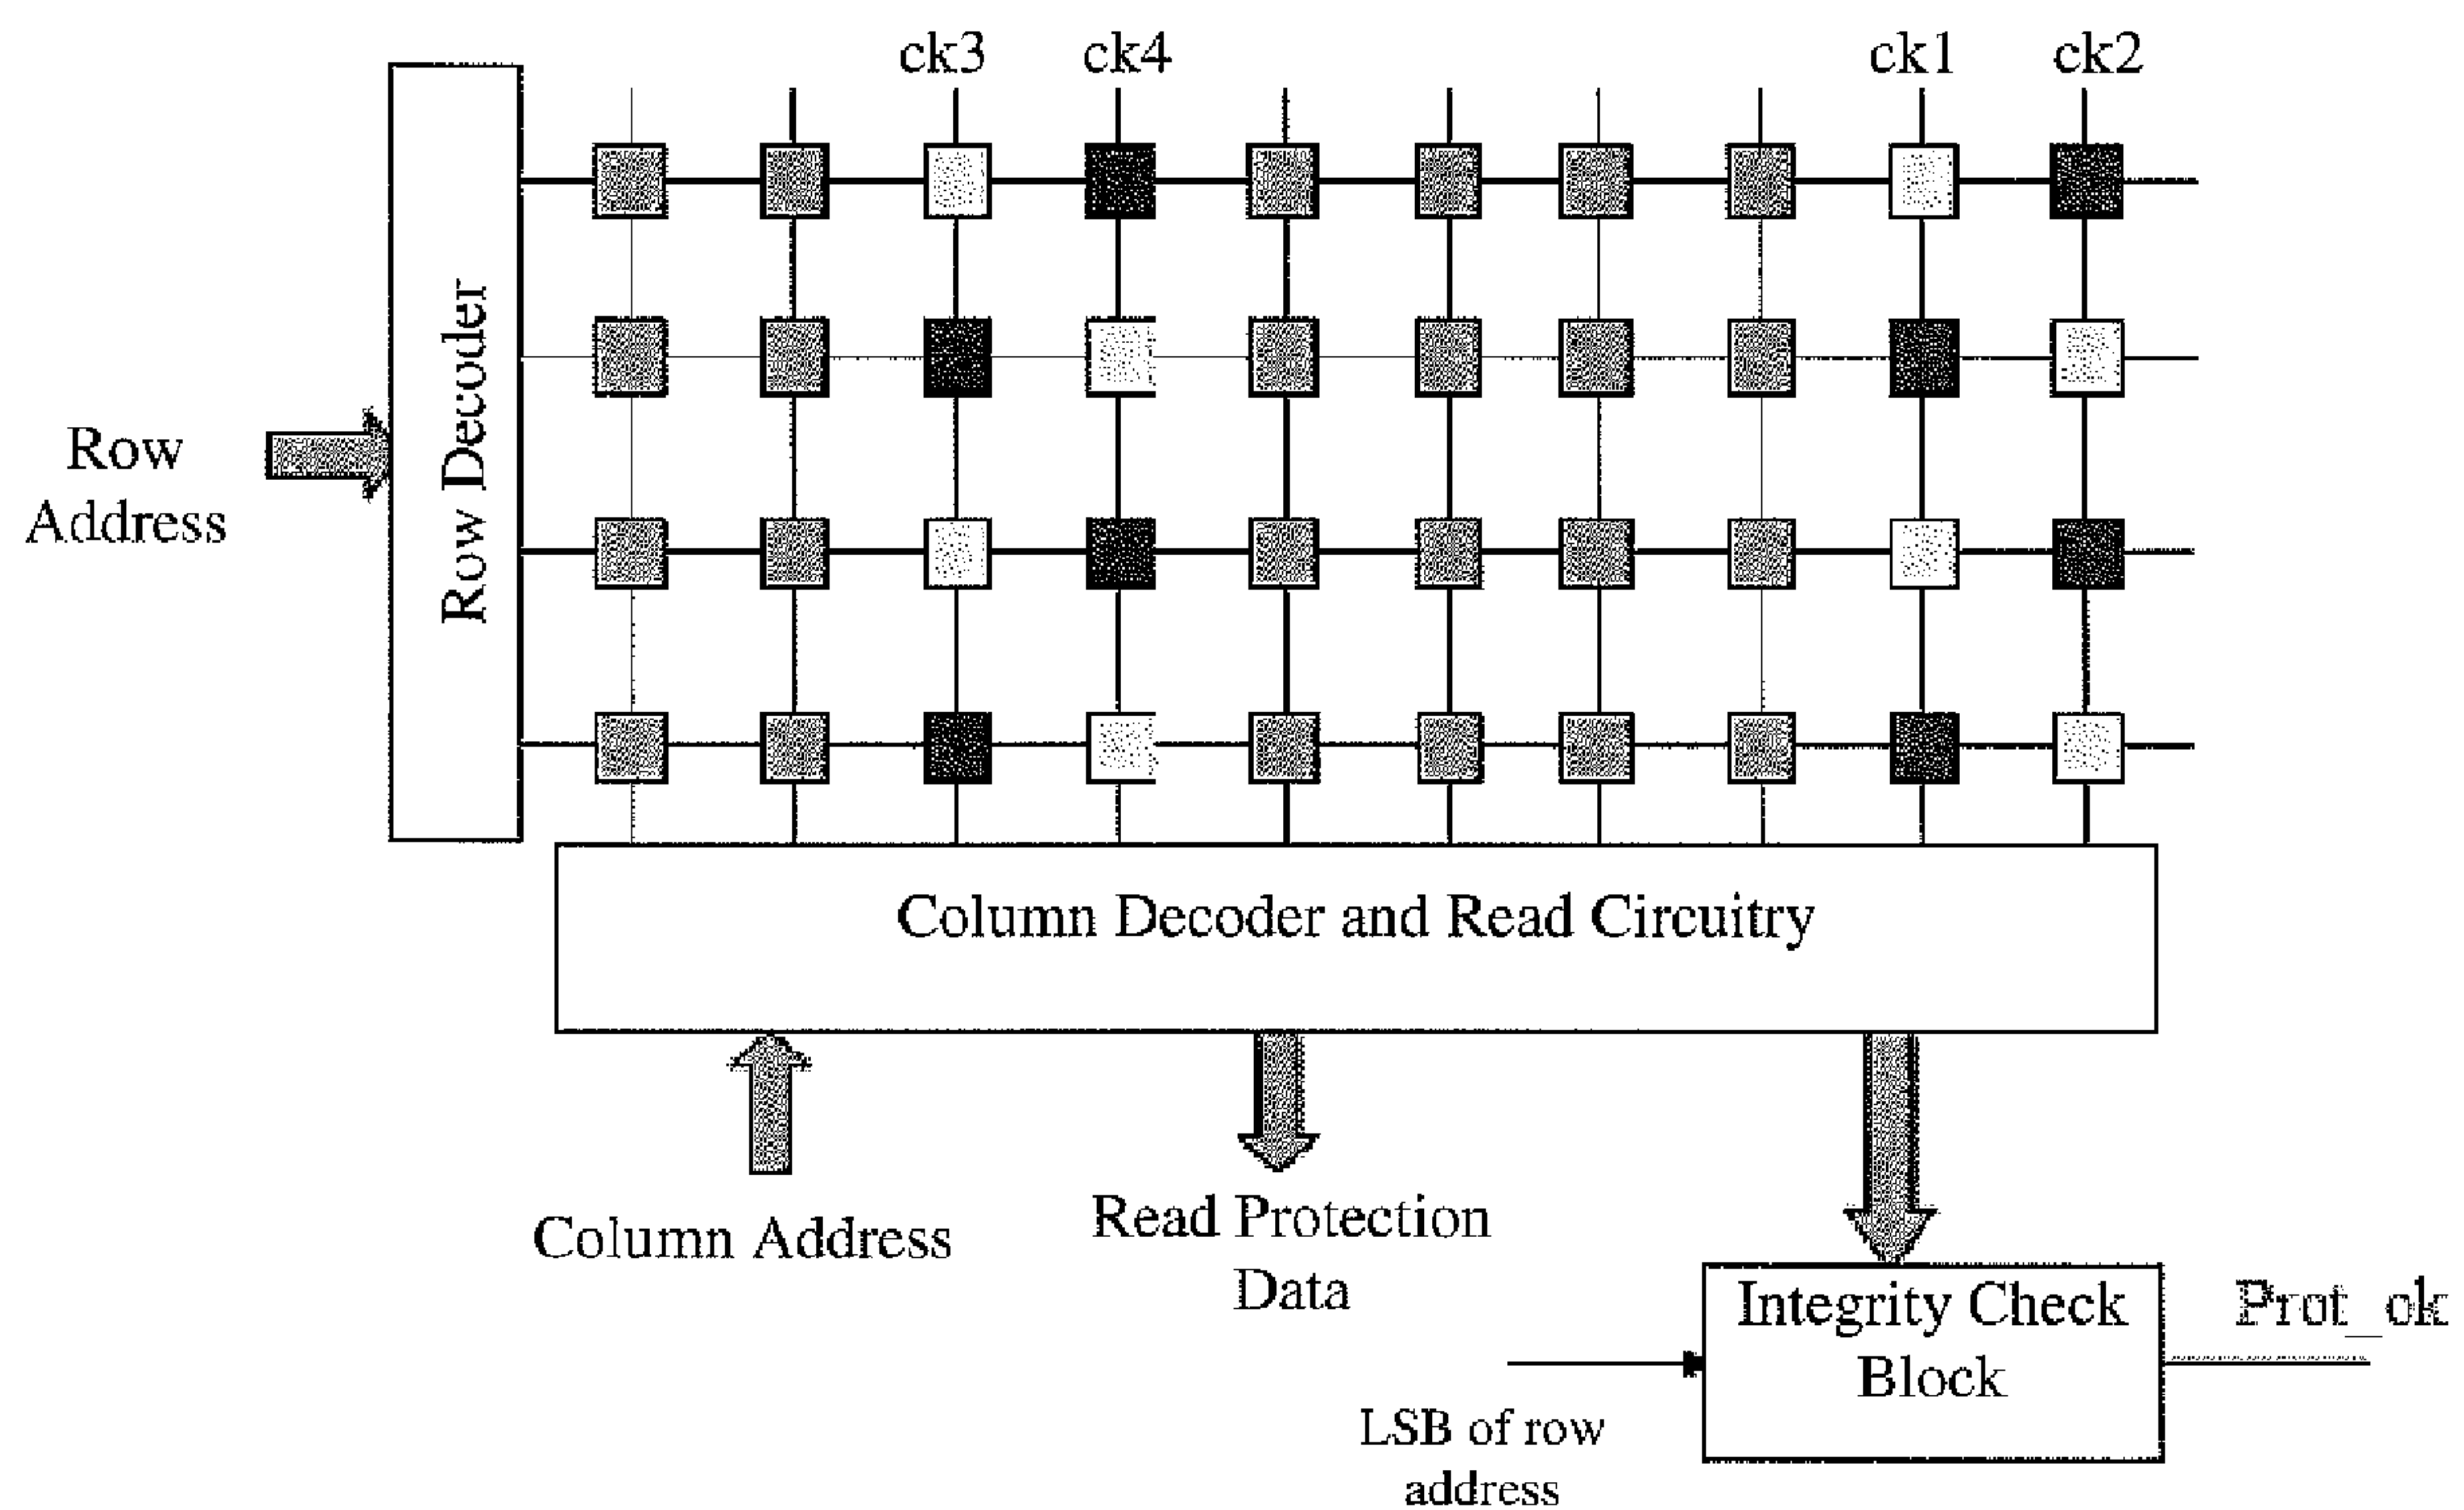 ck3
ck4
ck1
ck2
Row Decoder
Row
Address
Column Decoder and Read Circuitry
Column Address
Read Protection
Data
Integrity Check
Block
Prot_ok
LSB of row
address